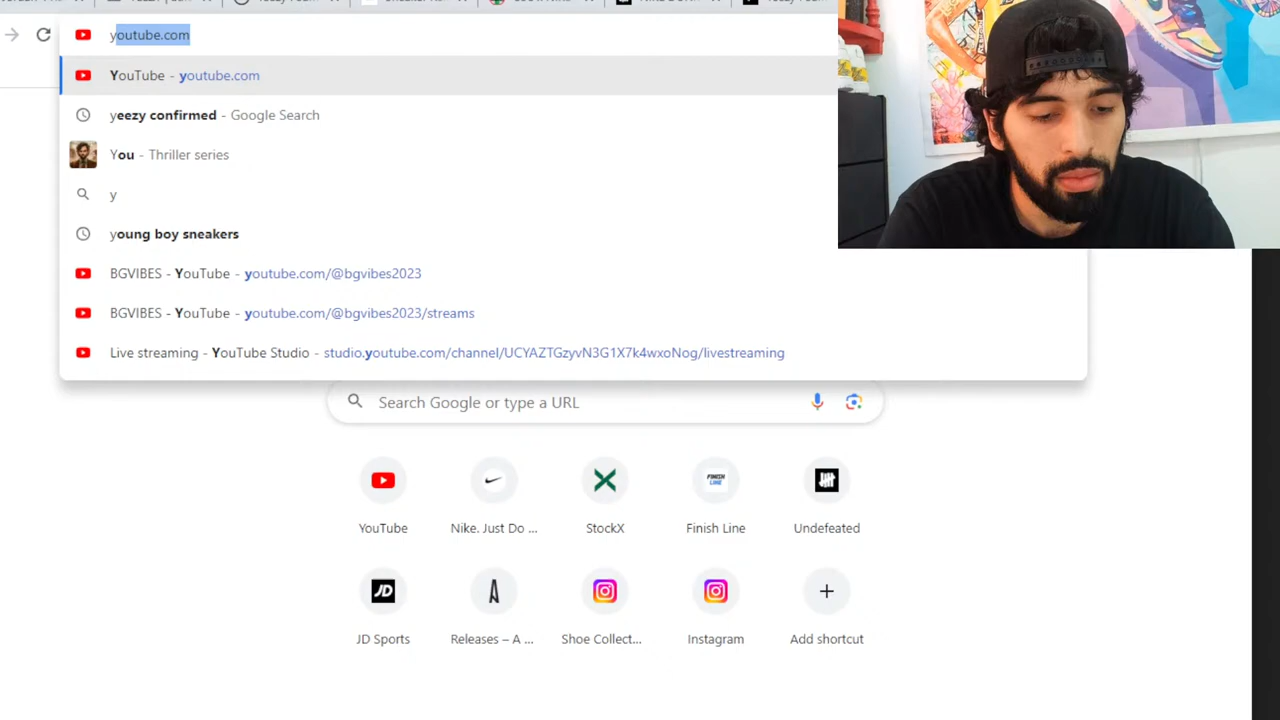 youtube.com
YouTube - youtube.com
yeezy confirmed - Google Search
You - Thriller series
y
young boy sneakers
BGVIBES - YouTube - youtube.com/@bgvibes2023
BGVIBES - YouTube - youtube.com/@bgvibes2023/streams
Live streaming - YouTube Studio - studio.youtube.com/channel/UCYAZTGzyvN3G1X7k4wxoNog/livestreaming
Search Google or type a URL
FINISH LINE
YouTube
Nike. Just Do ...
StockX
Finish Line
Undefeated
JD
JD Sports
Releases – A ...
Shoe Collect...
Instagram
Add shortcut